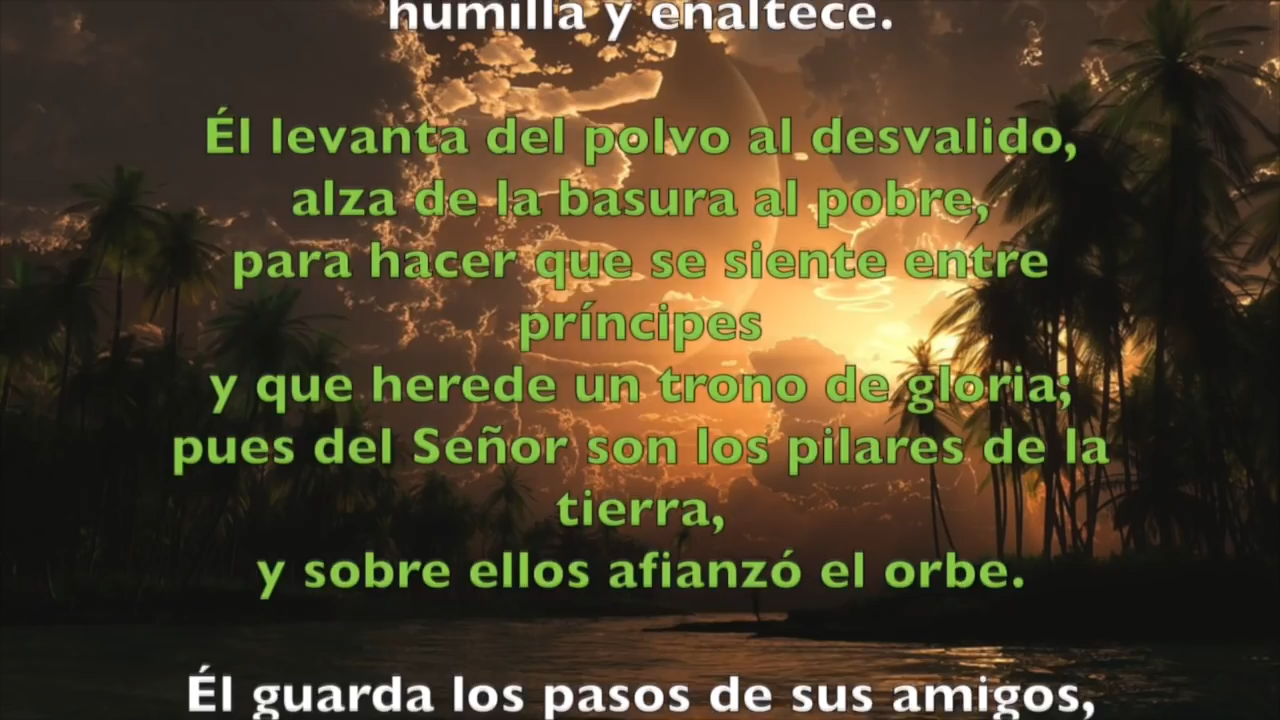 humilla y enaltece.
Él levanta del polvo al desvalido,
alza de la basura al pobre,
para hacer que se siente entre
príncipes
y que herede un trono de gloria;
pues del Señor son los pilares de la
tierra,
y sobre ellos afianzó el orbe.
Él guarda los pasos de sus amigos,